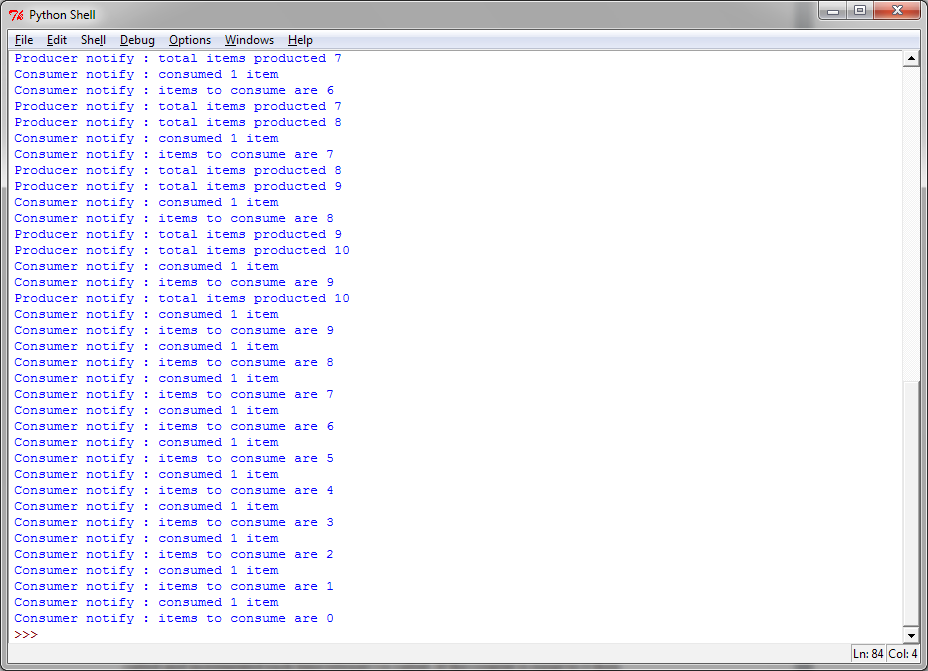 Python Shell
File Edit Shell Debug Options Windows Help
Producer notify : total items producted 7
Consumer notify : consumed 1 item
Consumer notify : items to consume are 6
Producer notify : total items producted 7
Producer notify : total items producted 8
Consumer notify : consumed 1 item
Consumer notify : items to consume are 7
Producer notify : total items producted 8
Producer notify : total items producted 9
Consumer notify : consumed 1 item
Consumer notify : items to consume are 8
Producer notify : total items producted 9
Producer notify : total items producted 10
Consumer notify : consumed 1 item
Consumer notify : items to consume are 9
Producer notify : total items producted 10
Consumer notify : consumed 1 item
Consumer notify : items to consume are 9
Consumer notify : consumed 1 item
Consumer notify : items to consume are 8
Consumer notify : consumed 1 item
Consumer notify : items to consume are 7
Consumer notify : consumed 1 item
Consumer notify : items to consume are 6
Consumer notify : consumed 1 item
Consumer notify : items to consume are 5
Consumer notify : consumed 1 item
Consumer notify : items to consume are 4
Consumer notify : consumed 1 item
Consumer notify : items to consume are 3
Consumer notify : consumed 1 item
Consumer notify : items to consume are 2
Consumer notify : consumed 1 item
Consumer notify : items to consume are 1
Consumer notify : consumed 1 item
Consumer notify : items to consume are 0
>>>
Ln: 84 Col: 4